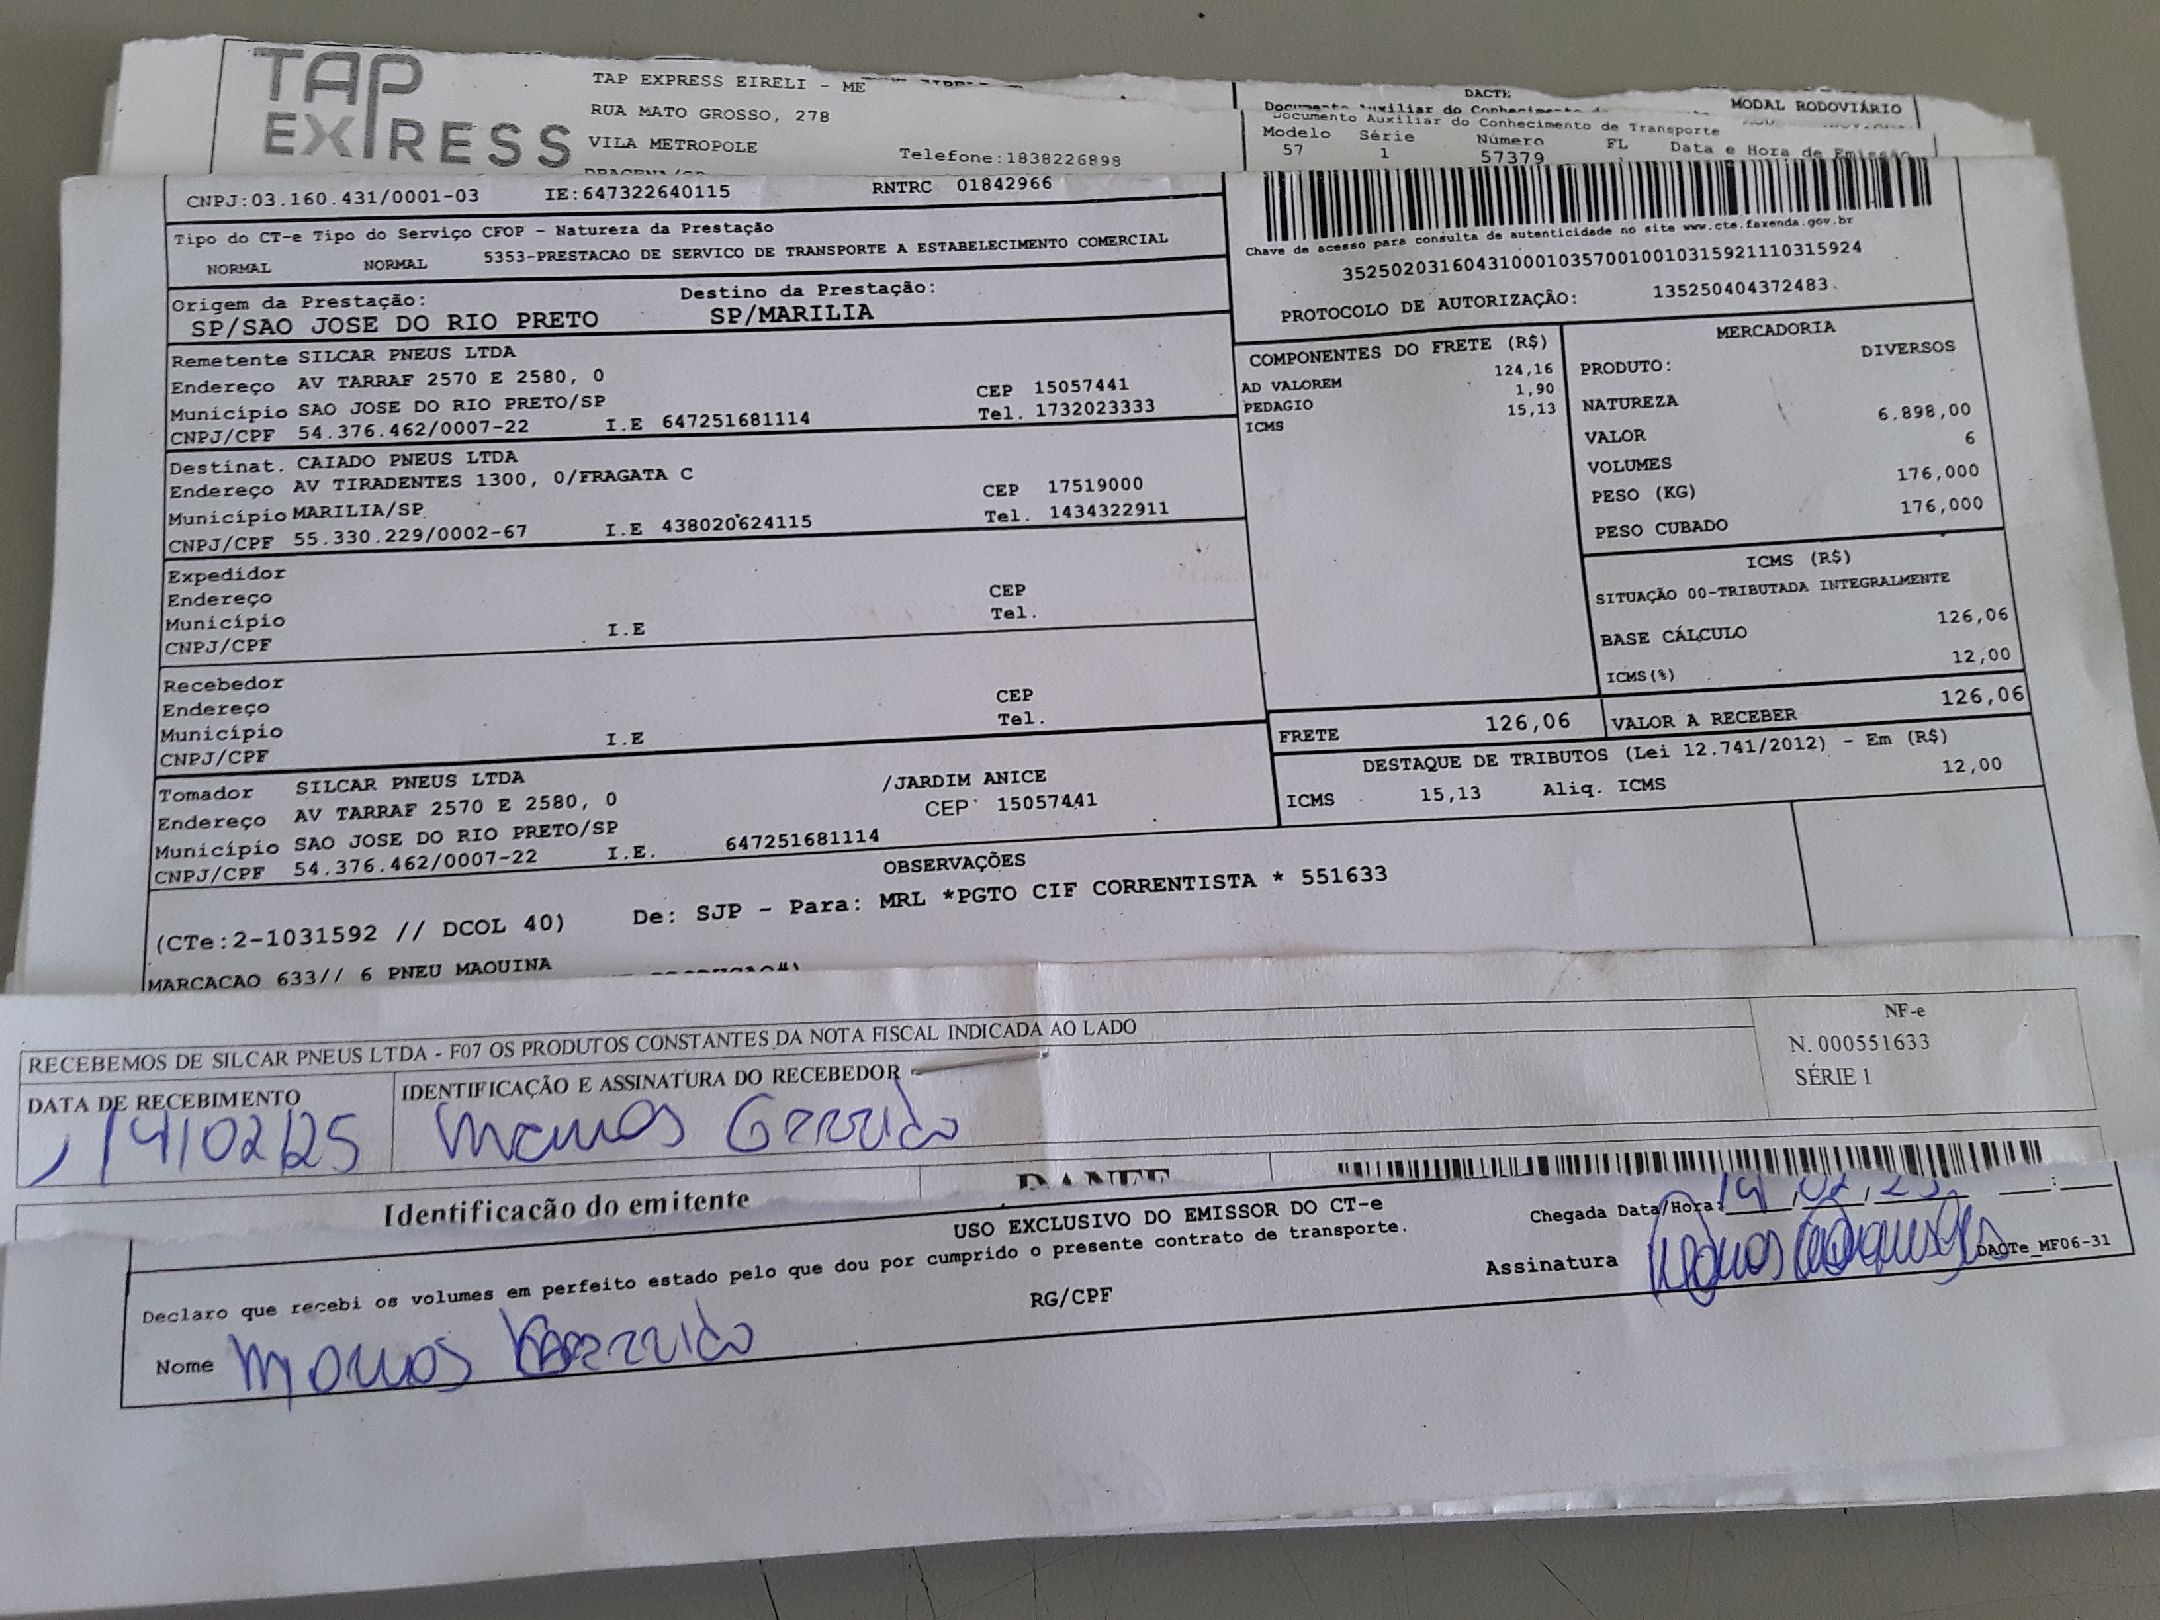 TAP
EXPRESS
TAP EXPRESS EIRELI - ME
RUA MATO GROSSO, 278
VILA METROPOLE
Telefone:1838226898
DACTE
MODAL RODOVIÁRIO
Documento Auxiliar do Conhecimento de
Documento Auxiliar do Conhecimento de Transporte
Modelo Série Número FL Data e Hora de Emissão
57 1 57379
CNPJ:03.160.431/0001-03 IE:647322640115 RNTRC 01842966
Tipo do CT-e Tipo do Serviço CFOP - Natureza da Prestação
NORMAL NORMAL 5353-PRESTACAO DE SERVICO DE TRANSPORTE A ESTABELECIMENTO COMERCIAL
Chave de acesso para consulta de autenticidade no site www.cte.fazenda.gov.br
35250203160431000103570010010315921110315924
PROTOCOLO DE AUTORIZAÇÃO: 135250404372483
Origem da Prestação: Destino da Prestação:
SP/SAO JOSE DO RIO PRETO SP/MARILIA
Remetente SILCAR PNEUS LTDA
Endereço AV TARRAF 2570 E 2580, 0 CEP 15057441
Município SAO JOSE DO RIO PRETO/SP Tel. 1732023333
CNPJ/CPF 54.376.462/0007-22 I.E 647251681114
Destinat. CAIADO PNEUS LTDA
Endereço AV TIRADENTES 1300, 0/FRAGATA C CEP 17519000
Município MARILIA/SP Tel. 1434322911
CNPJ/CPF 55.330.229/0002-67 I.E 438020624115
Expedidor
Endereço CEP
Município Tel.
CNPJ/CPF I.E
Recebedor
Endereço CEP
Município Tel.
CNPJ/CPF I.E
Tomador SILCAR PNEUS LTDA /JARDIM ANICE
Endereço AV TARRAF 2570 E 2580, 0 CEP 15057441
Município SAO JOSE DO RIO PRETO/SP
CNPJ/CPF 54.376.462/0007-22 I.E. 647251681114
COMPONENTES DO FRETE (R$)
124,16
AD VALOREM 1,90
PEDAGIO 15,13
ICMS
MERCADORIA
PRODUTO: DIVERSOS
NATUREZA
VALOR 6.898,00
VOLUMES 6
PESO (KG) 176,000
PESO CUBADO 176,000
ICMS (R$)
SITUAÇÃO 00-TRIBUTADA INTEGRALMENTE
BASE CÁLCULO 126,06
ICMS(%) 12,00
FRETE 126,06 VALOR A RECEBER 126,06
DESTAQUE DE TRIBUTOS (Lei 12.741/2012) - Em (R$)
ICMS 15,13 Aliq. ICMS 12,00
OBSERVAÇÕES
(CTe:2-1031592 // DCOL 40) De: SJP - Para: MRL *PGTO CIF CORRENTISTA * 551633
MARCACAO 633// 6 PNEU MAQUINA
RECEBEMOS DE SILCAR PNEUS LTDA - F07 OS PRODUTOS CONSTANTES DA NOTA FISCAL INDICADA AO LADO
NF-e
N. 000551633
SÉRIE 1
DATA DE RECEBIMENTO IDENTIFICAÇÃO E ASSINATURA DO RECEBEDOR
14/02/25
Identificação do emitente DANFE
USO EXCLUSIVO DO EMISSOR DO CT-e
Chegada Data/Hora: 14/02/25 :
Declaro que recebi os volumes em perfeito estado pelo que dou por cumprido o presente contrato de transporte.
Assinatura
DACTe_MF06-31
Nome
RG/CPF